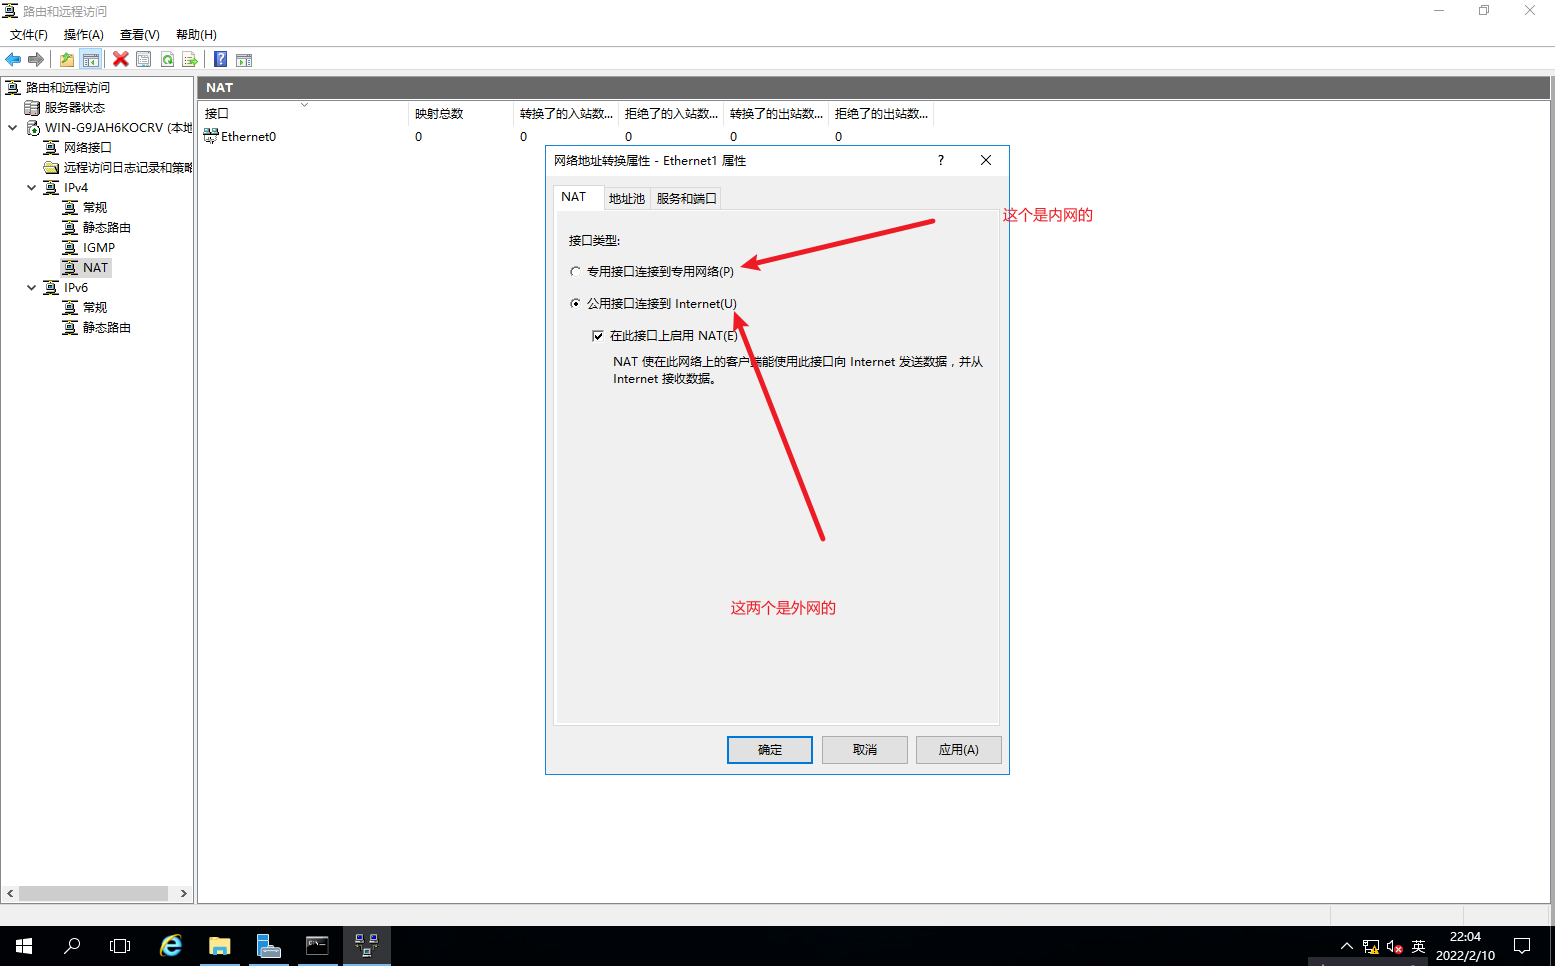 路由和远程访问
文件(F) 操作(A) 查看(V) 帮助(H)
路由和远程访问
服务器状态
WIN-G9JAH6KOCRV (本地
网络接口
远程访问日志记录和策略
IPv4
常规
静态路由
IGMP
NAT
IPv6
常规
静态路由
NAT
接口 映射总数 转换了的入站数... 拒绝了的入站数... 转换了的出站数... 拒绝了的出站数...
Ethernet0 0 0 0 0 0
网络地址转换属性 - Ethernet1 属性
NAT 地址池 服务和端口
接口类型:
专用接口连接到专用网络(P)
公用接口连接到 Internet(U)
在此接口上启用 NAT(E)
NAT 使在此网络上的客户端能使用此接口向 Internet 发送数据，并从
Internet 接收数据。
这个是内网的
这两个是外网的
确定 取消 应用(A)
英
22:04
2022/2/10